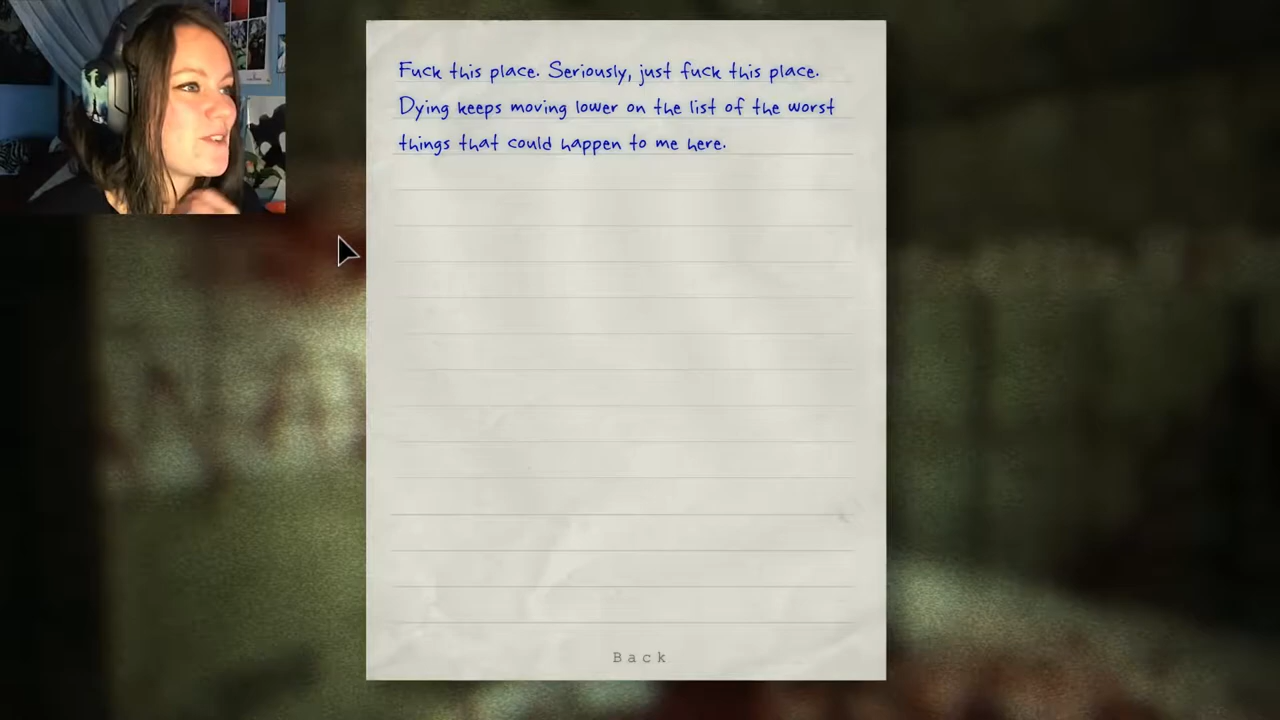 Fuck this place. Seriously, just fuck this place.
Dying keeps moving lower on the list of the worst
things that could happen to me here.
Back